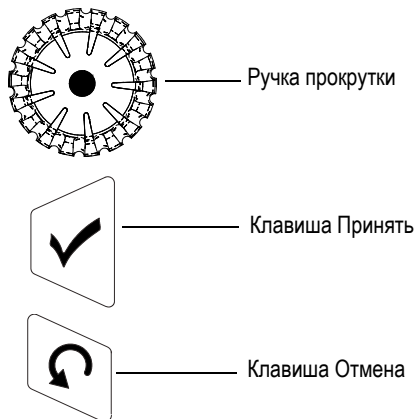 Ручка прокрутки
Клавиша Принять
Клавиша Отмена